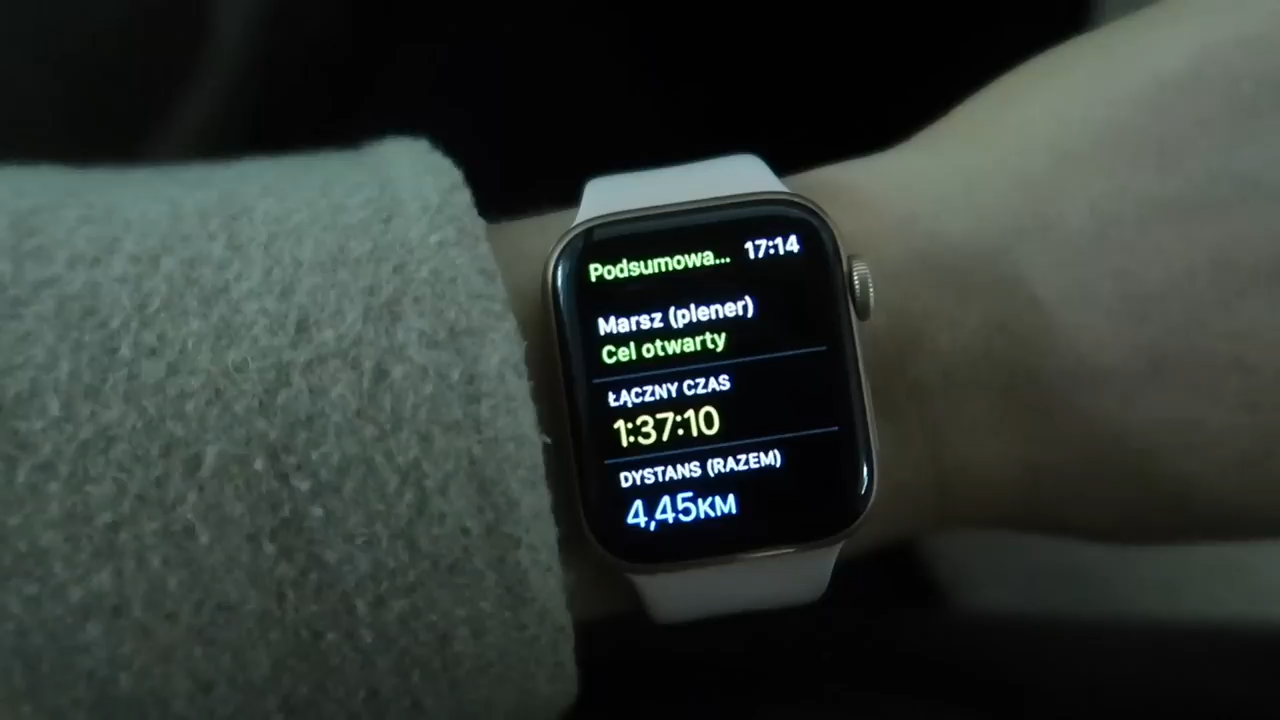 Podsumowa... 17:14
Marsz (plener)
Cel otwarty
ŁĄCZNY CZAS
1:37:10
DYSTANS (RAZEM)
4,45KM